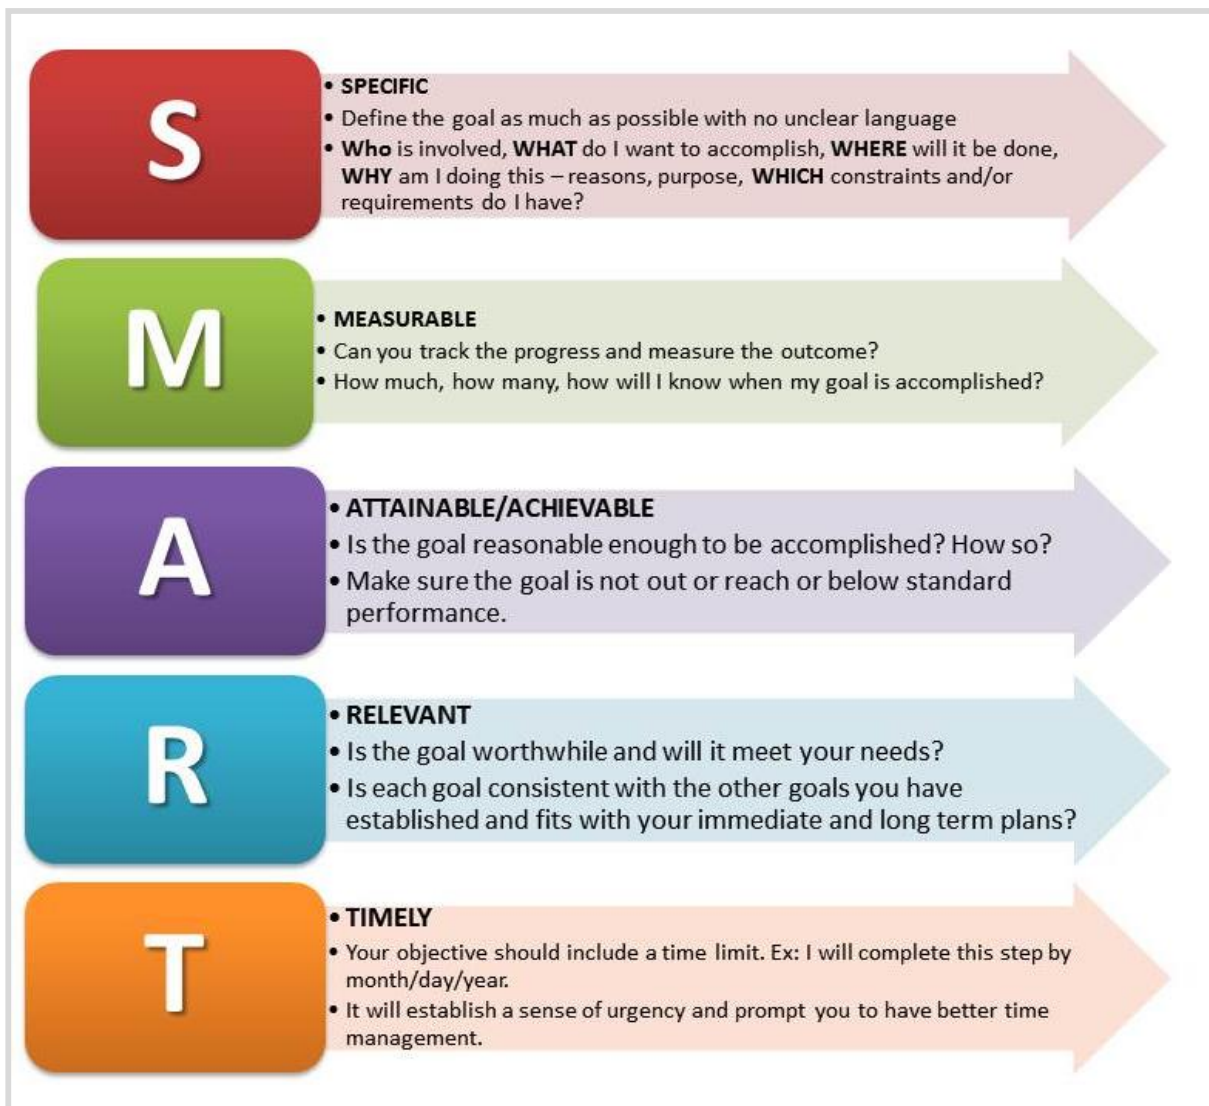 S
• SPECIFIC
• Define the goal as much as possible with no unclear language
• Who is involved, WHAT do I want to accomplish, WHERE will it be done,
WHY am I doing this – reasons, purpose, WHICH constraints and/or
requirements do I have?
M
• MEASURABLE
• Can you track the progress and measure the outcome?
• How much, how many, how will I know when my goal is accomplished?
A
• ATTAINABLE/ACHIEVABLE
• Is the goal reasonable enough to be accomplished? How so?
• Make sure the goal is not out or reach or below standard
performance.
R
• RELEVANT
• Is the goal worthwhile and will it meet your needs?
• Is each goal consistent with the other goals you have
established and fits with your immediate and long term plans?
T
• TIMELY
• Your objective should include a time limit. Ex: I will complete this step by
month/day/year.
• It will establish a sense of urgency and prompt you to have better time
management.